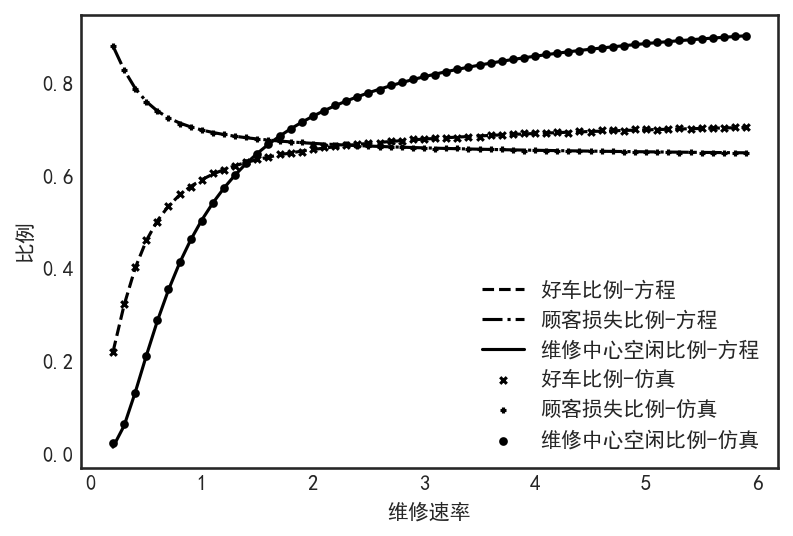 0.8
0.6
0.4
0.2
0.0
比例
好车比例-方程
顾客损失比例-方程
维修中心空闲比例-方程
好车比例-仿真
顾客损失比例-仿真
维修中心空闲比例-仿真
0 1 2 3 4 5 6
维修速率